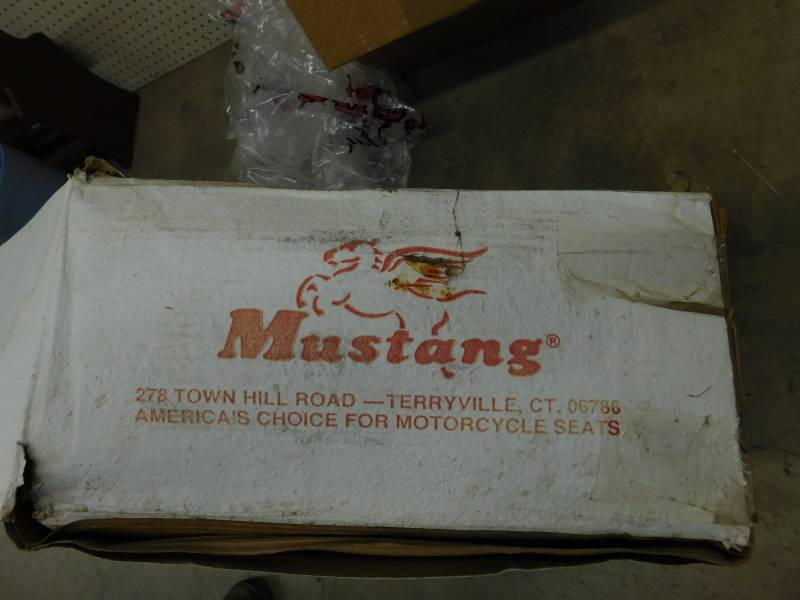 Mustang®
278 TOWN HILL ROAD —TERRYVILLE, CT. 06786
AMERICA'S CHOICE FOR MOTORCYCLE SEATS